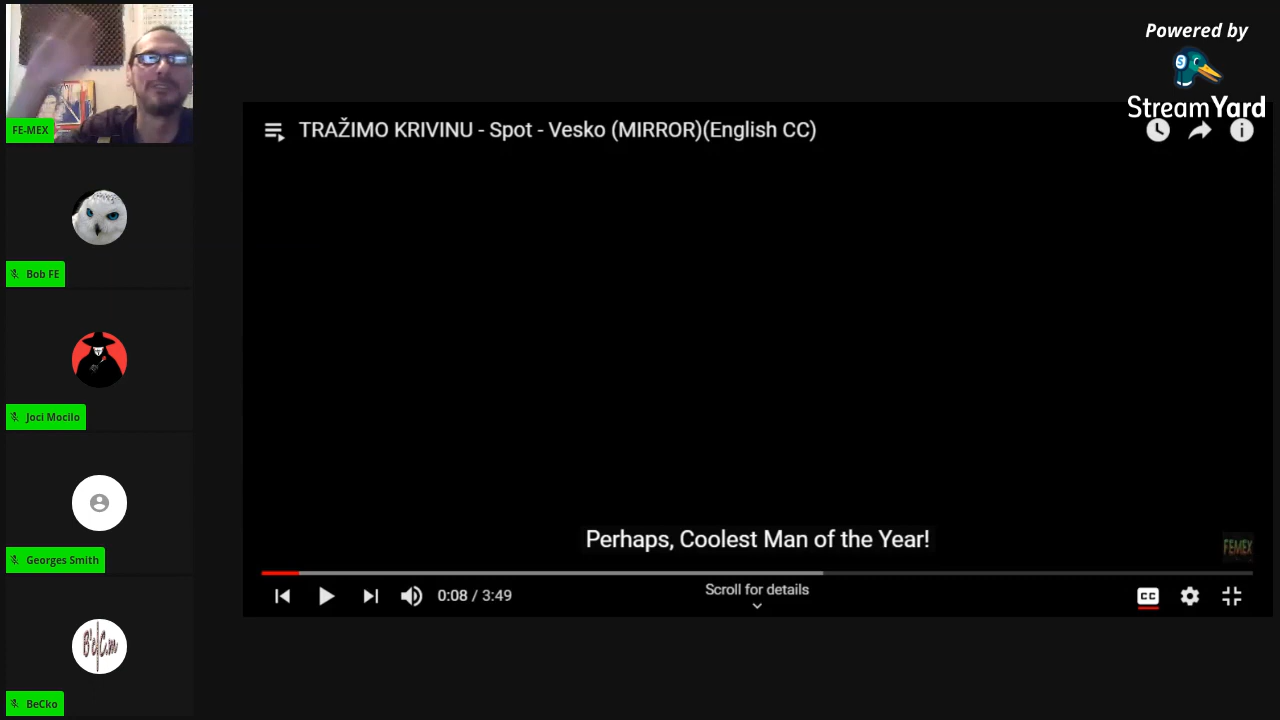 Powered by
StreamYard
FE-MEX
TRAŽIMO KRIVINU - Spot - Vesko (MIRROR)(English CC)
Bob FE
Joci Mocilo
Perhaps, Coolest Man of the Year!
FEMEX
Georges Smith
0:08 / 3:49
Scroll for details
CC
BeCko